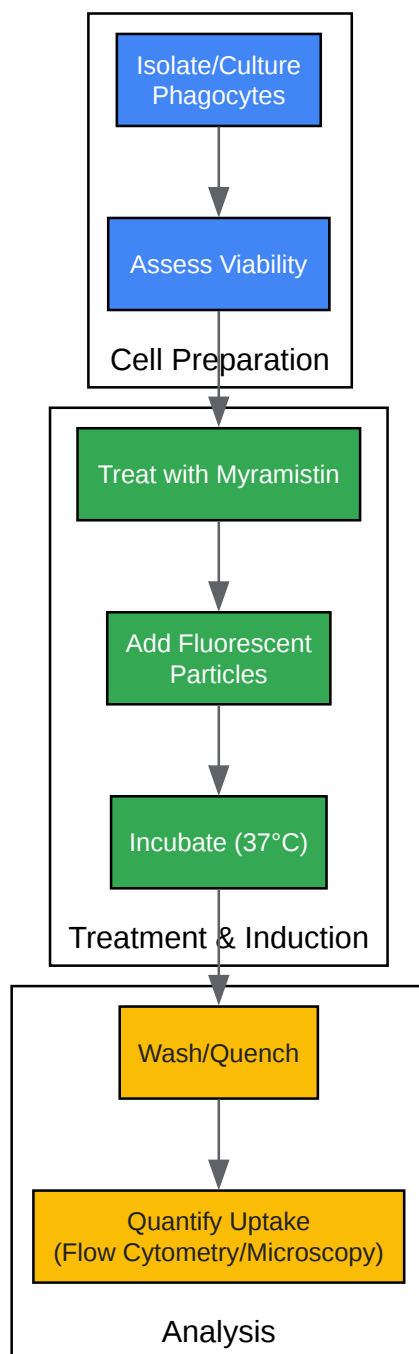 Isolate/Culture
Phagocytes
Assess Viability
Cell Preparation
Treat with Myramistin
Add Fluorescent
Particles
Incubate (37°C)
Treatment & Induction
Wash/Quench
Quantify Uptake
(Flow Cytometry/Microscopy)
Analysis